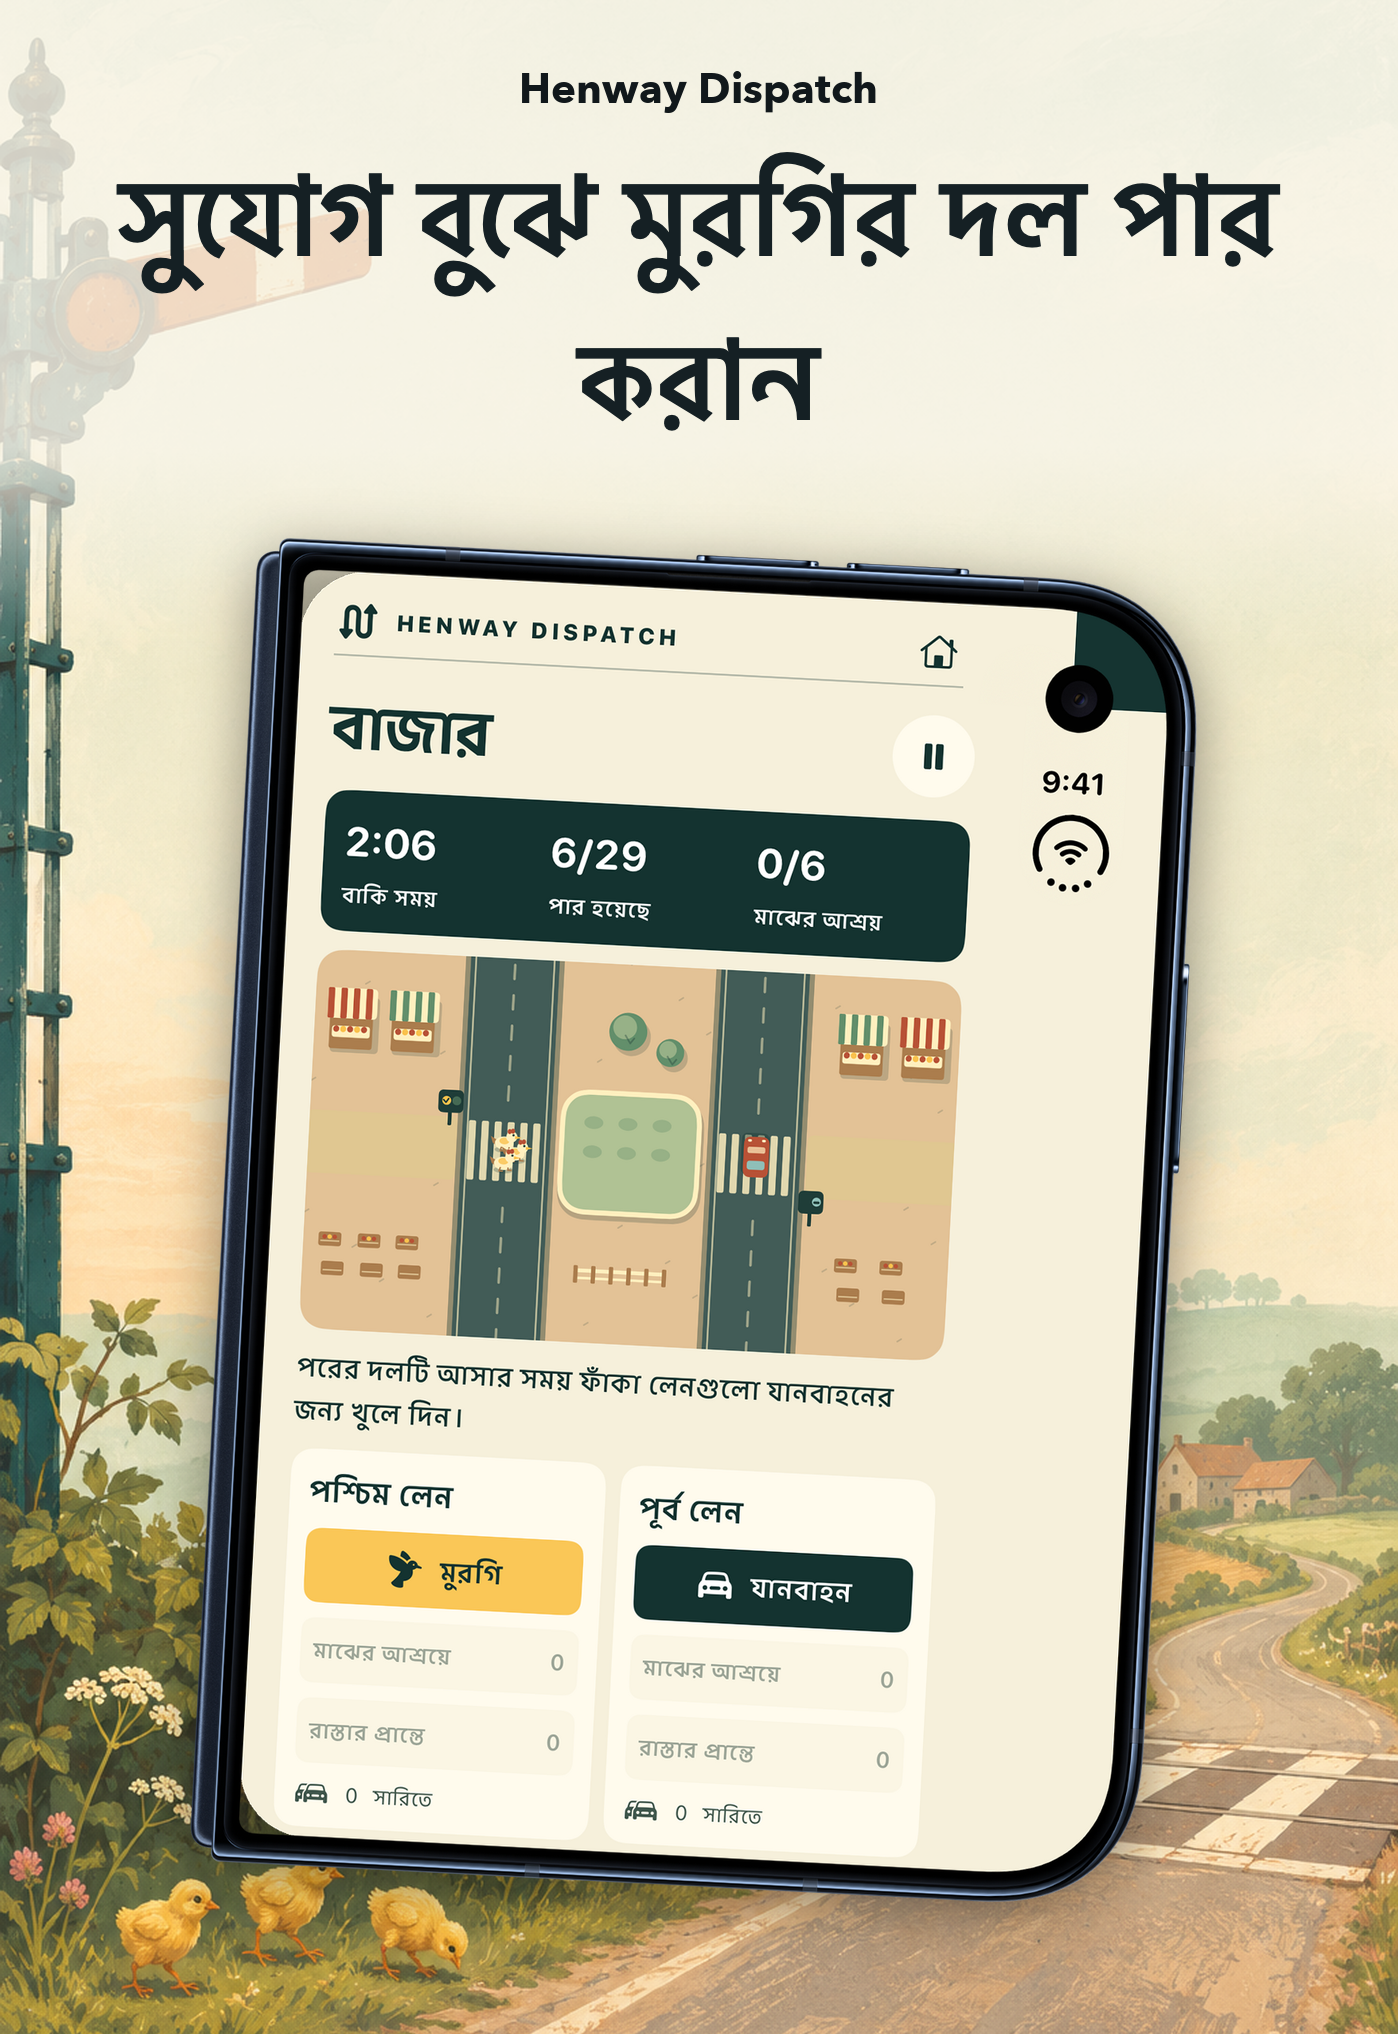 Henway Dispatch
সুযোগ বুঝে মুরগির দল পার
করান
HENWAY DISPATCH
9:41
বাজার
2:06 6/29 0/6
বাকি সময় পার হয়েছে মাঝের আশ্রয়
পরের দলটি আসার সময় ফাঁকা লেনগুলো যানবাহনের
জন্য খুলে দিন।
পশ্চিম লেন
মুরগি
মাঝের আশ্রয়ে 0
রাস্তার প্রান্তে 0
0 সারিতে
পূর্ব লেন
যানবাহন
মাঝের আশ্রয়ে 0
রাস্তার প্রান্তে 0
0 সারিতে